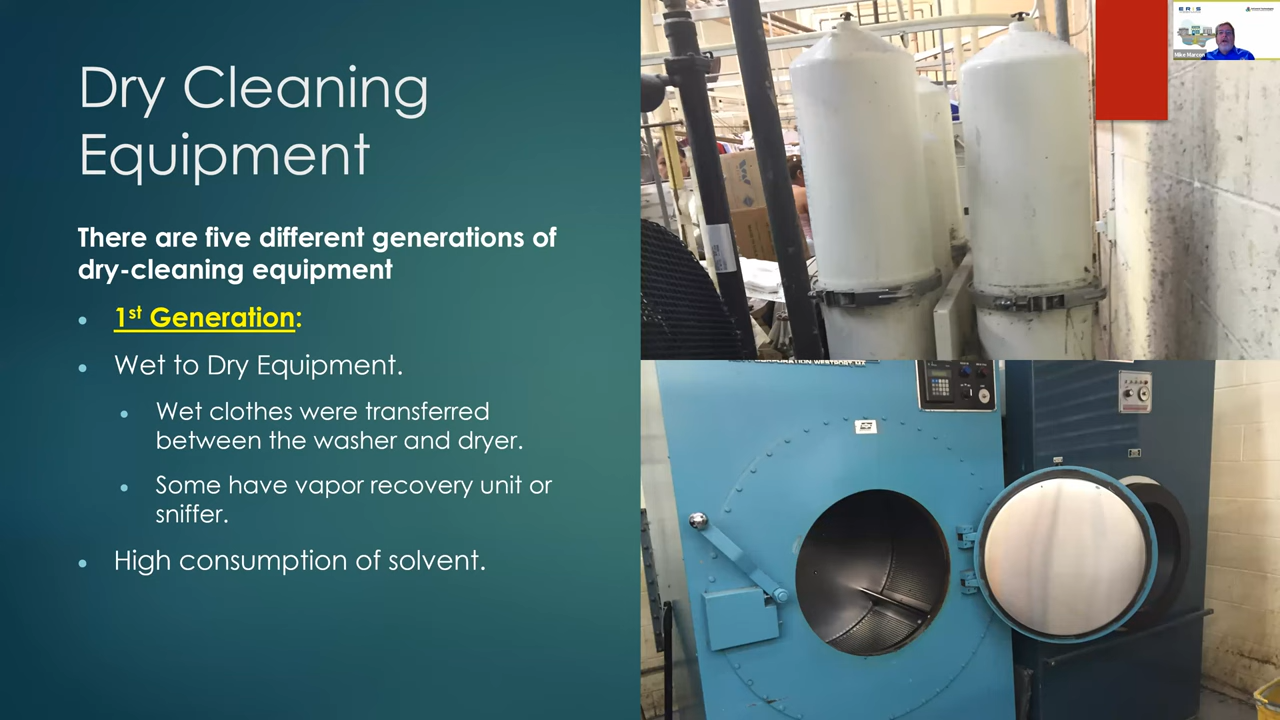 Dry Cleaning
Equipment
There are five different generations of
dry-cleaning equipment
1st Generation:
Wet to Dry Equipment.
Wet clothes were transferred
between the washer and dryer.
Some have vapor recovery unit or
sniffer.
High consumption of solvent.
ERIS